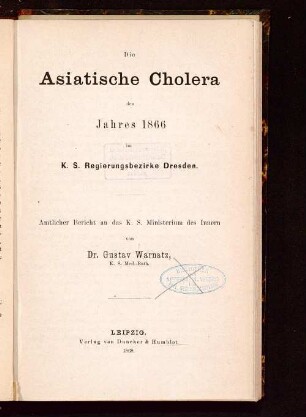 Die
Asiatische Cholera
des
Jahres 1866
im
K. S. Regierungsbezirke Dresden.
Amtlicher Bericht an das K. S. Ministerium des Innern
von
Dr. Gustav Warnatz,
K. S. Med.-Rath.
LEIPZIG,
Verlag von Duncker & Humblot
1868.